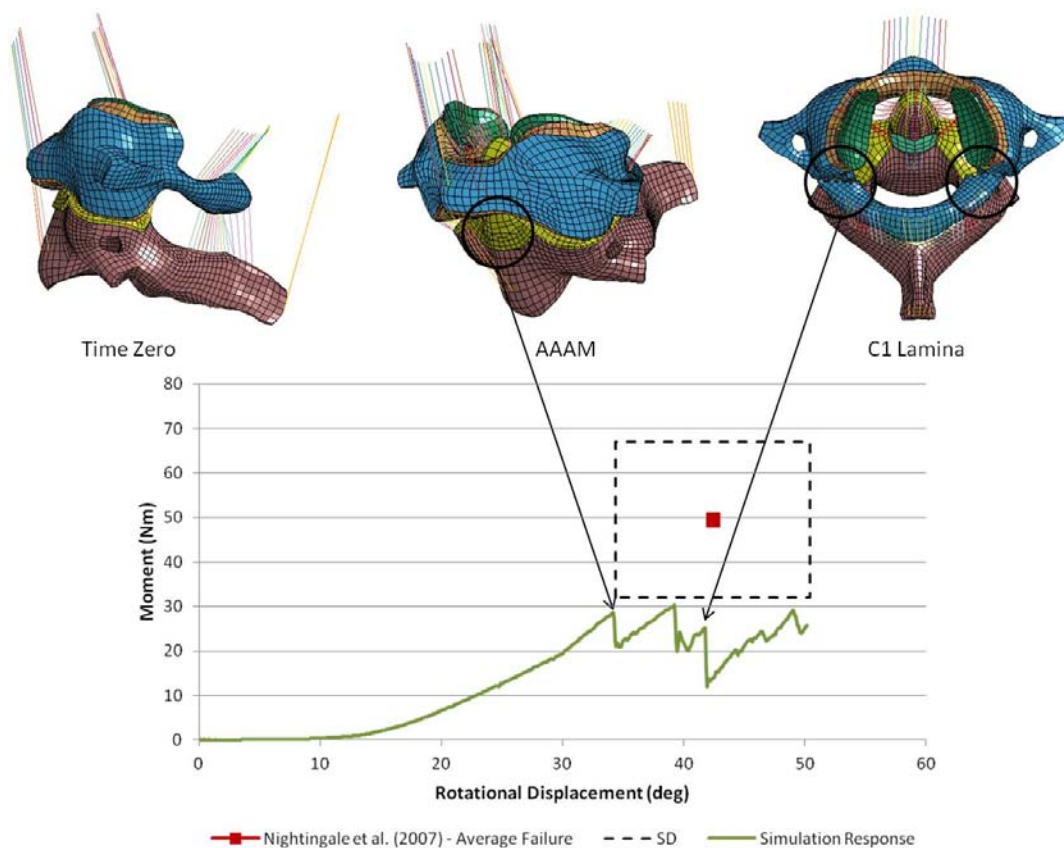 Time Zero
AAAM
C1 Lamina
80
70
60
50
40
30
20
10
0
Moment (Nm)
0 10 20 30 40 50 60
Rotational Displacement (deg)
Nightingale et al. (2007) - Average Failure SD Simulation Response